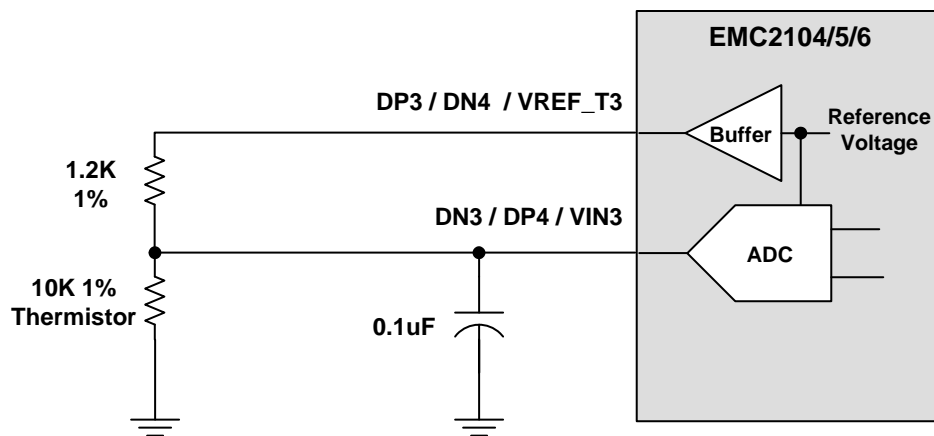 EMC2104/5/6
DP3 / DN4 / VREF_T3
Buffer
Reference
Voltage
1.2K
1%
DN3 / DP4 / VIN3
ADC
10K 1%
Thermistor
0.1uF